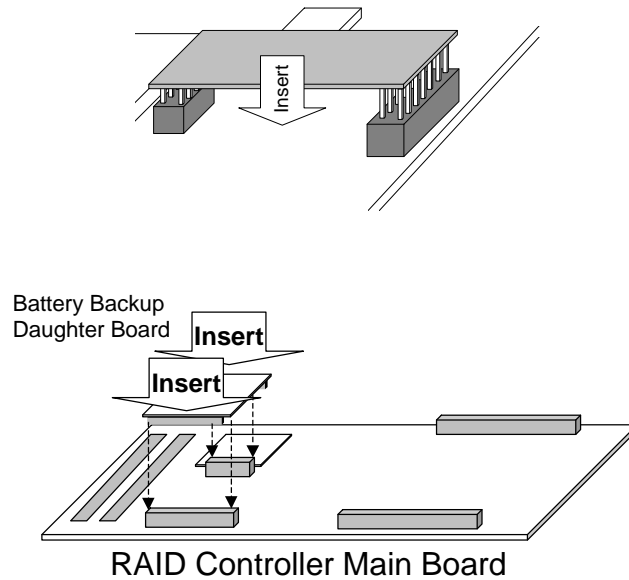 Insert
Battery Backup
Daughter Board
Insert
Insert
RAID Controller Main Board